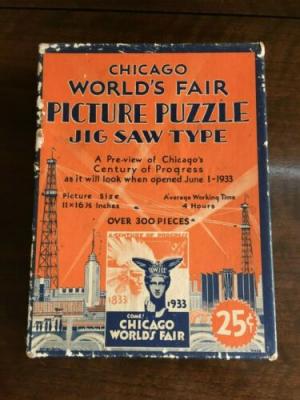 CHICAGO
WORLD'S FAIR
PICTURE PUZZLE
JIG SAW TYPE
A Pre-view of Chicago's
Century of Progress
as it will look when opened June 1-1933
Picture Size
11 x 16½ Inches
Average Working Time
4 Hours
OVER 300 PIECES
A CENTURY OF PROGRESS
I WILL
1833
1933
COME!
CHICAGO
WORLD'S FAIR
25¢